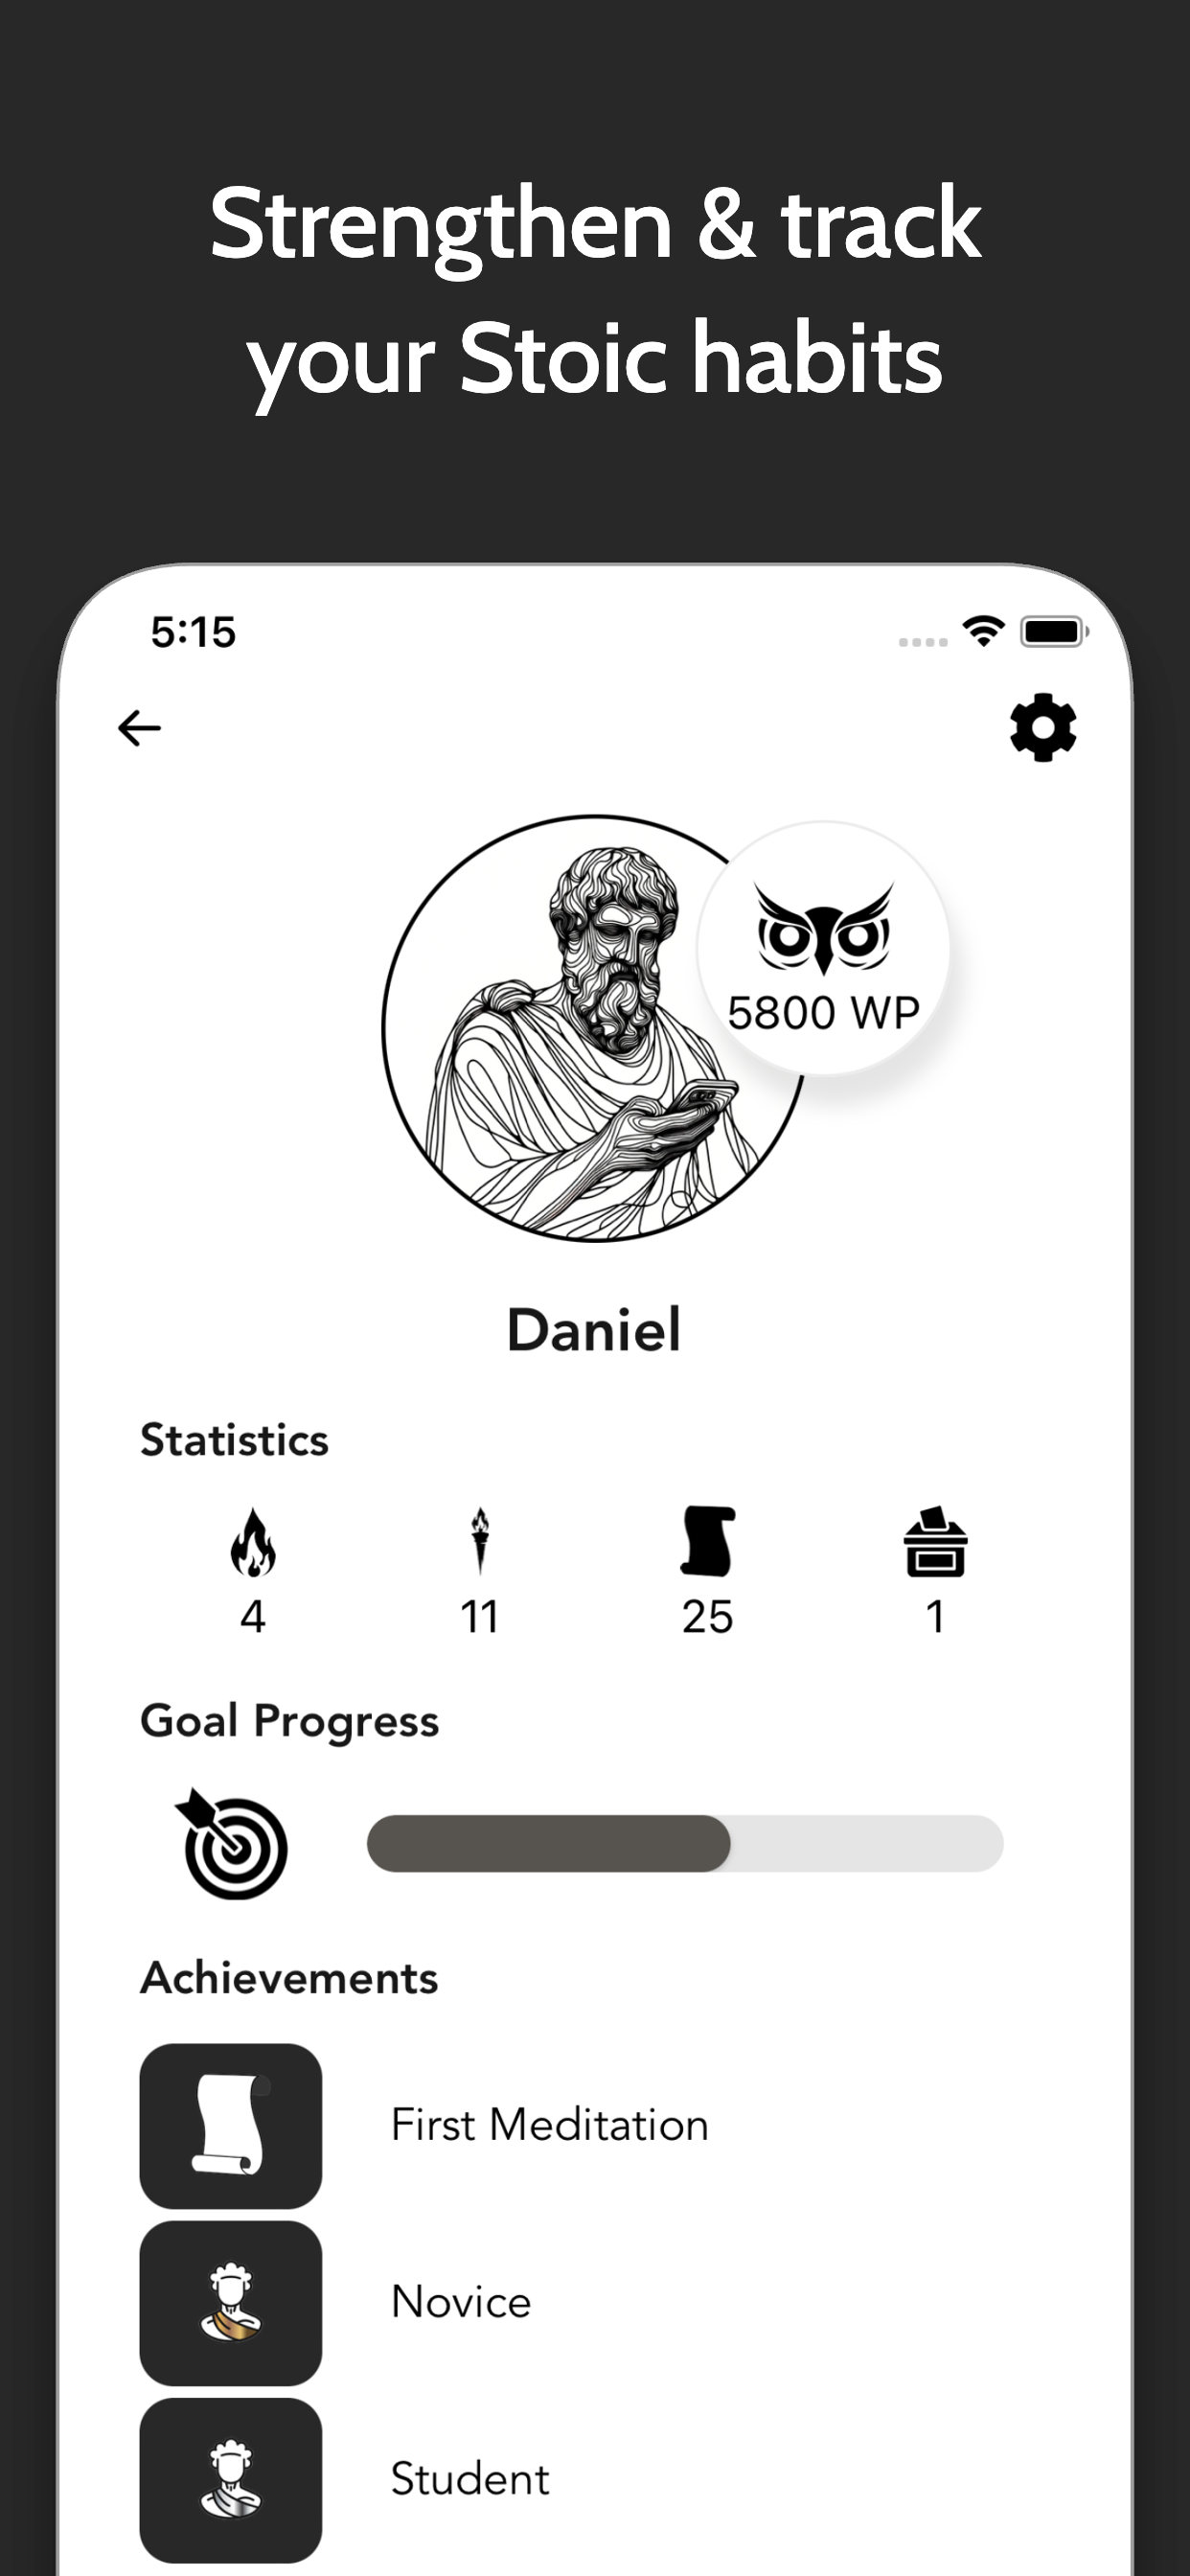 Strengthen & track
your Stoic habits
5:15
5800 WP
Daniel
Statistics
4 11 25 1
Goal Progress
Achievements
First Meditation
Novice
Student